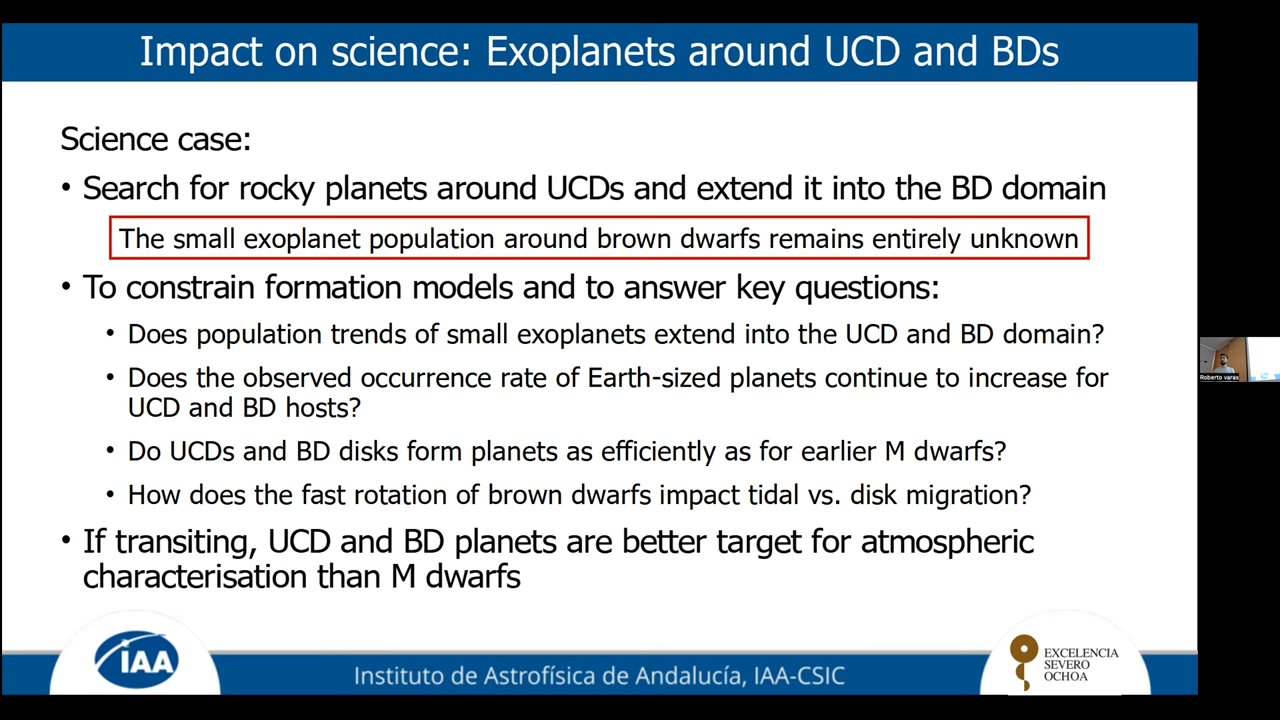 Impact on science: Exoplanets around UCD and BDs
Science case:
• Search for rocky planets around UCDs and extend it into the BD domain
The small exoplanet population around brown dwarfs remains entirely unknown
• To constrain formation models and to answer key questions:
• Does population trends of small exoplanets extend into the UCD and BD domain?
• Does the observed occurrence rate of Earth-sized planets continue to increase for
UCD and BD hosts?
• Do UCDs and BD disks form planets as efficiently as for earlier M dwarfs?
• How does the fast rotation of brown dwarfs impact tidal vs. disk migration?
• If transiting, UCD and BD planets are better target for atmospheric
characterisation than M dwarfs
IAA
Instituto de Astrofísica de Andalucía, IAA-CSIC
EXCELENCIA
SEVERO
OCHOA
Roberto varas